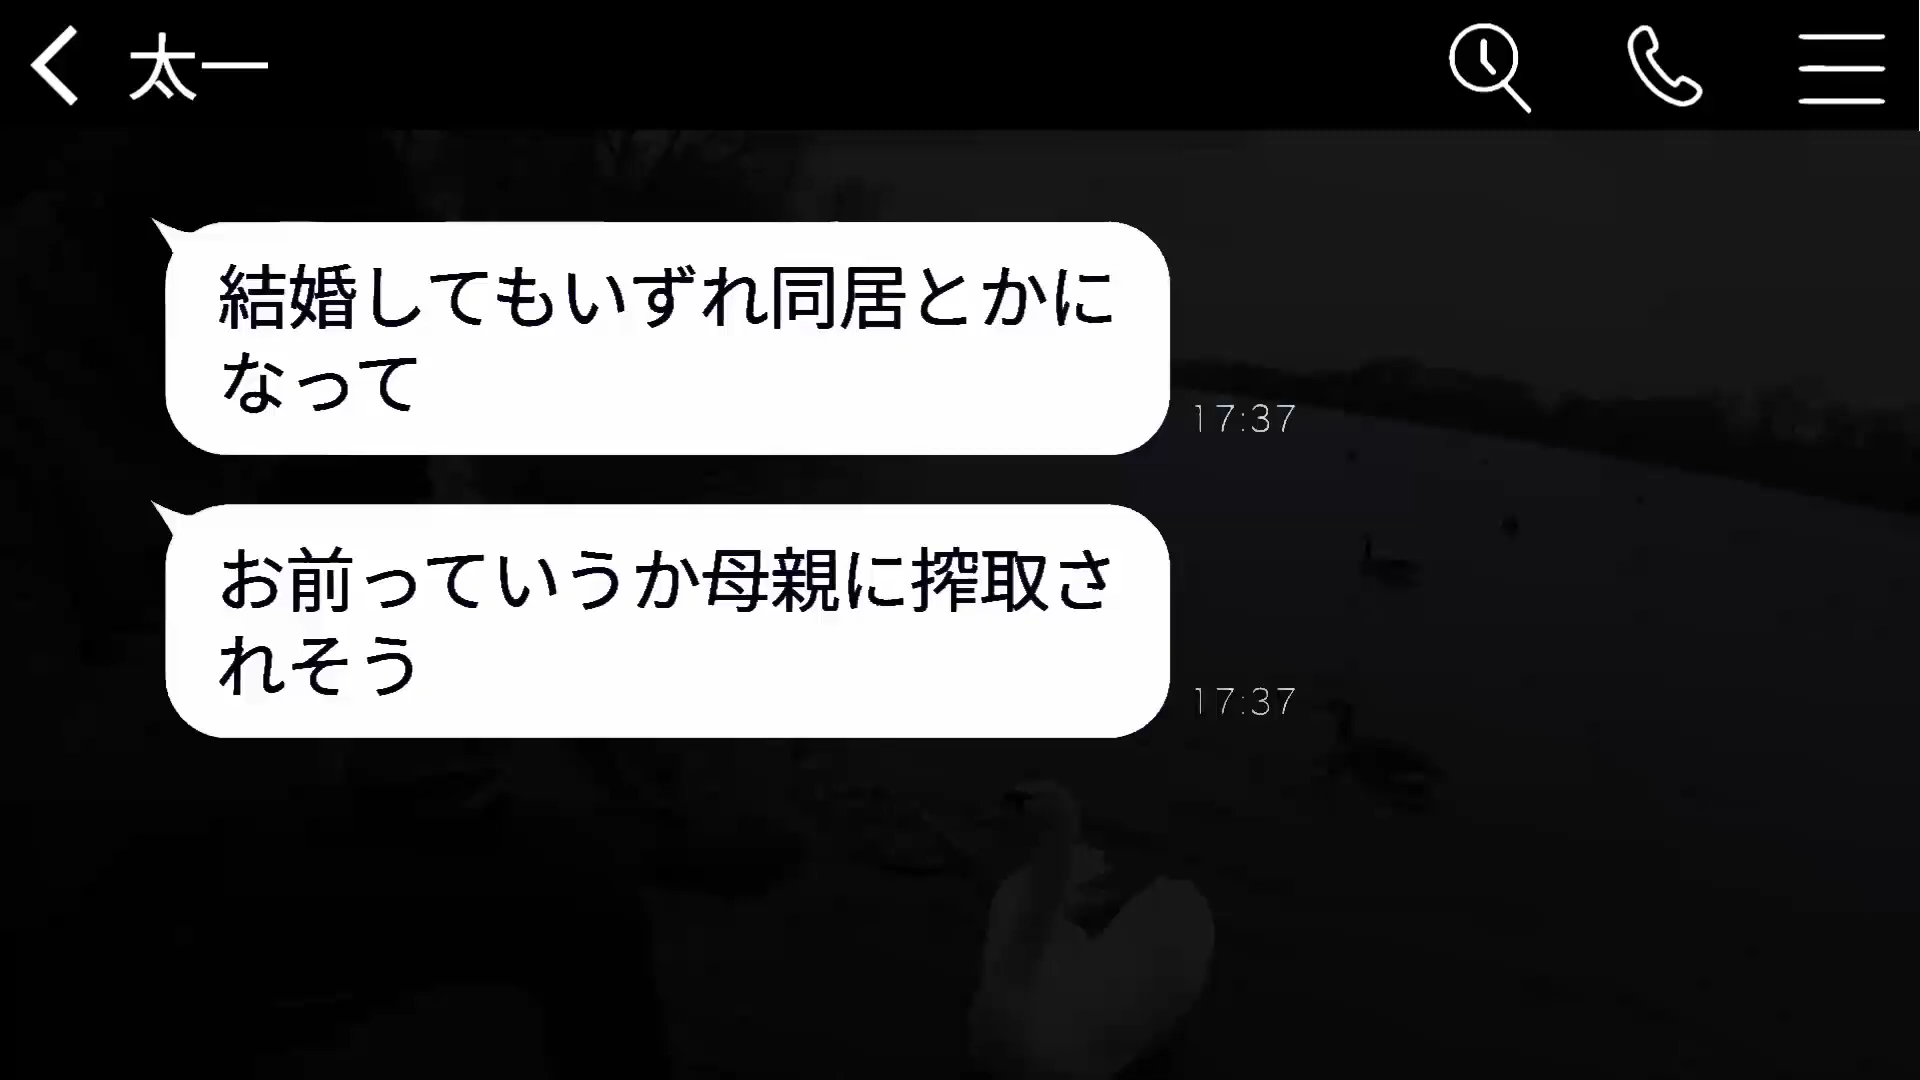 太一
結婚してもいずれ同居とかに
なって
17:37
お前っていうか母親に搾取さ
れそう
17:37